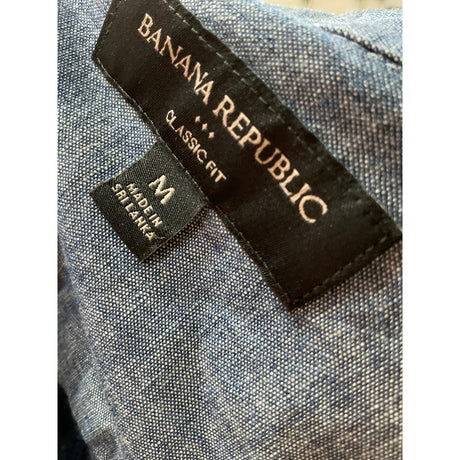 BANANA REPUBLIC
CLASSIC FIT
M
MADE IN
SRI LANKA